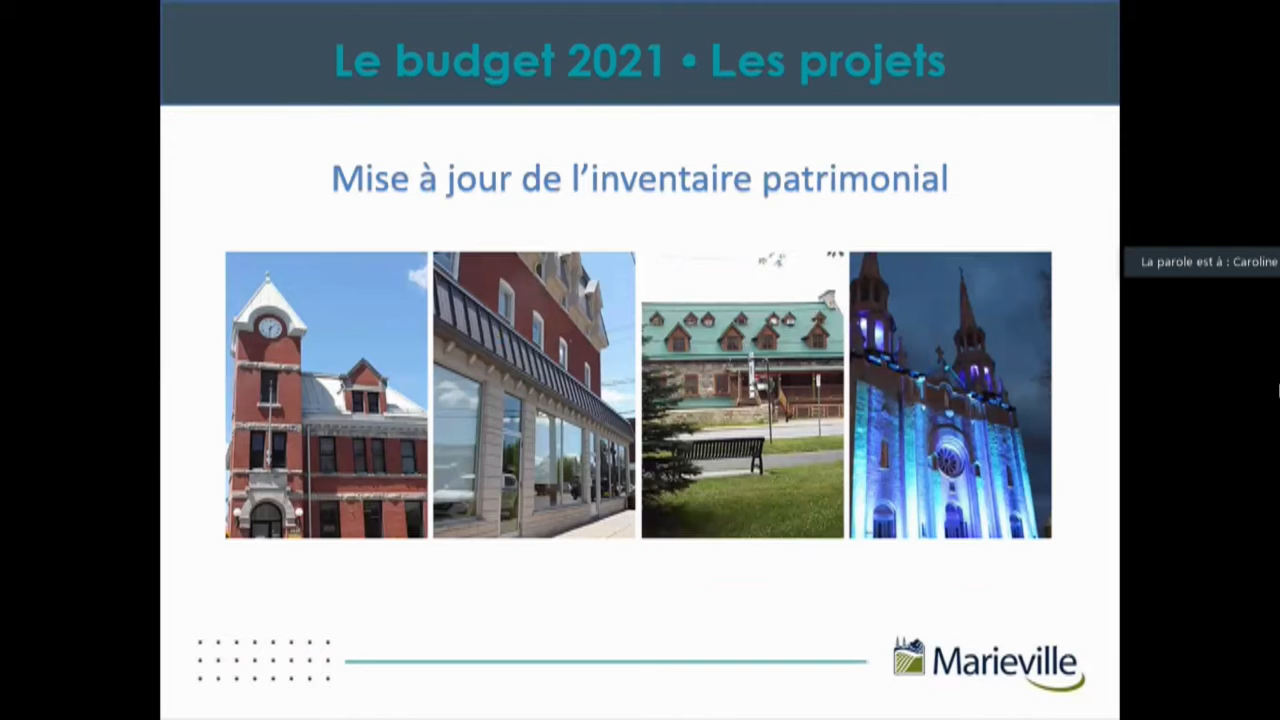 Le budget 2021 • Les projets
Mise à jour de l'inventaire patrimonial
La parole est à : Caroline
Marieville